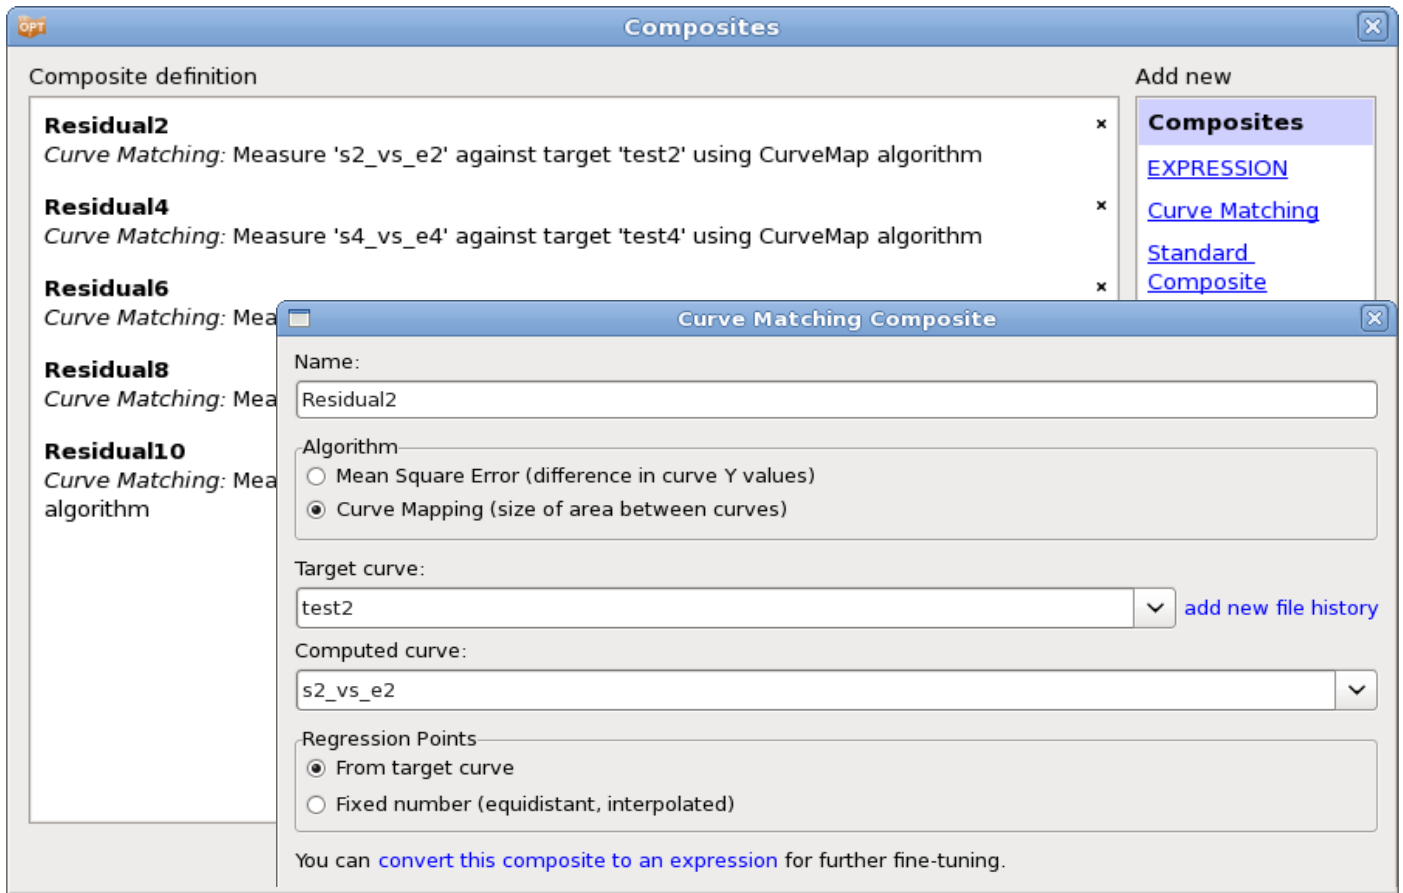 OPT
Composites
Composite definition
Add new
Residual2
Curve Matching: Measure 's2_vs_e2' against target 'test2' using CurveMap algorithm
Residual4
Curve Matching: Measure 's4_vs_e4' against target 'test4' using CurveMap algorithm
Residual6
Curve Matching: Mea
Residual8
Curve Matching: Mea
Residual10
Curve Matching: Mea
algorithm
Composites
EXPRESSION
Curve Matching
Standard
Composite
Curve Matching Composite
Name:
Residual2
Algorithm
Mean Square Error (difference in curve Y values)
Curve Mapping (size of area between curves)
Target curve:
test2
add new file history
Computed curve:
s2_vs_e2
Regression Points
From target curve
Fixed number (equidistant, interpolated)
You can convert this composite to an expression for further fine-tuning.